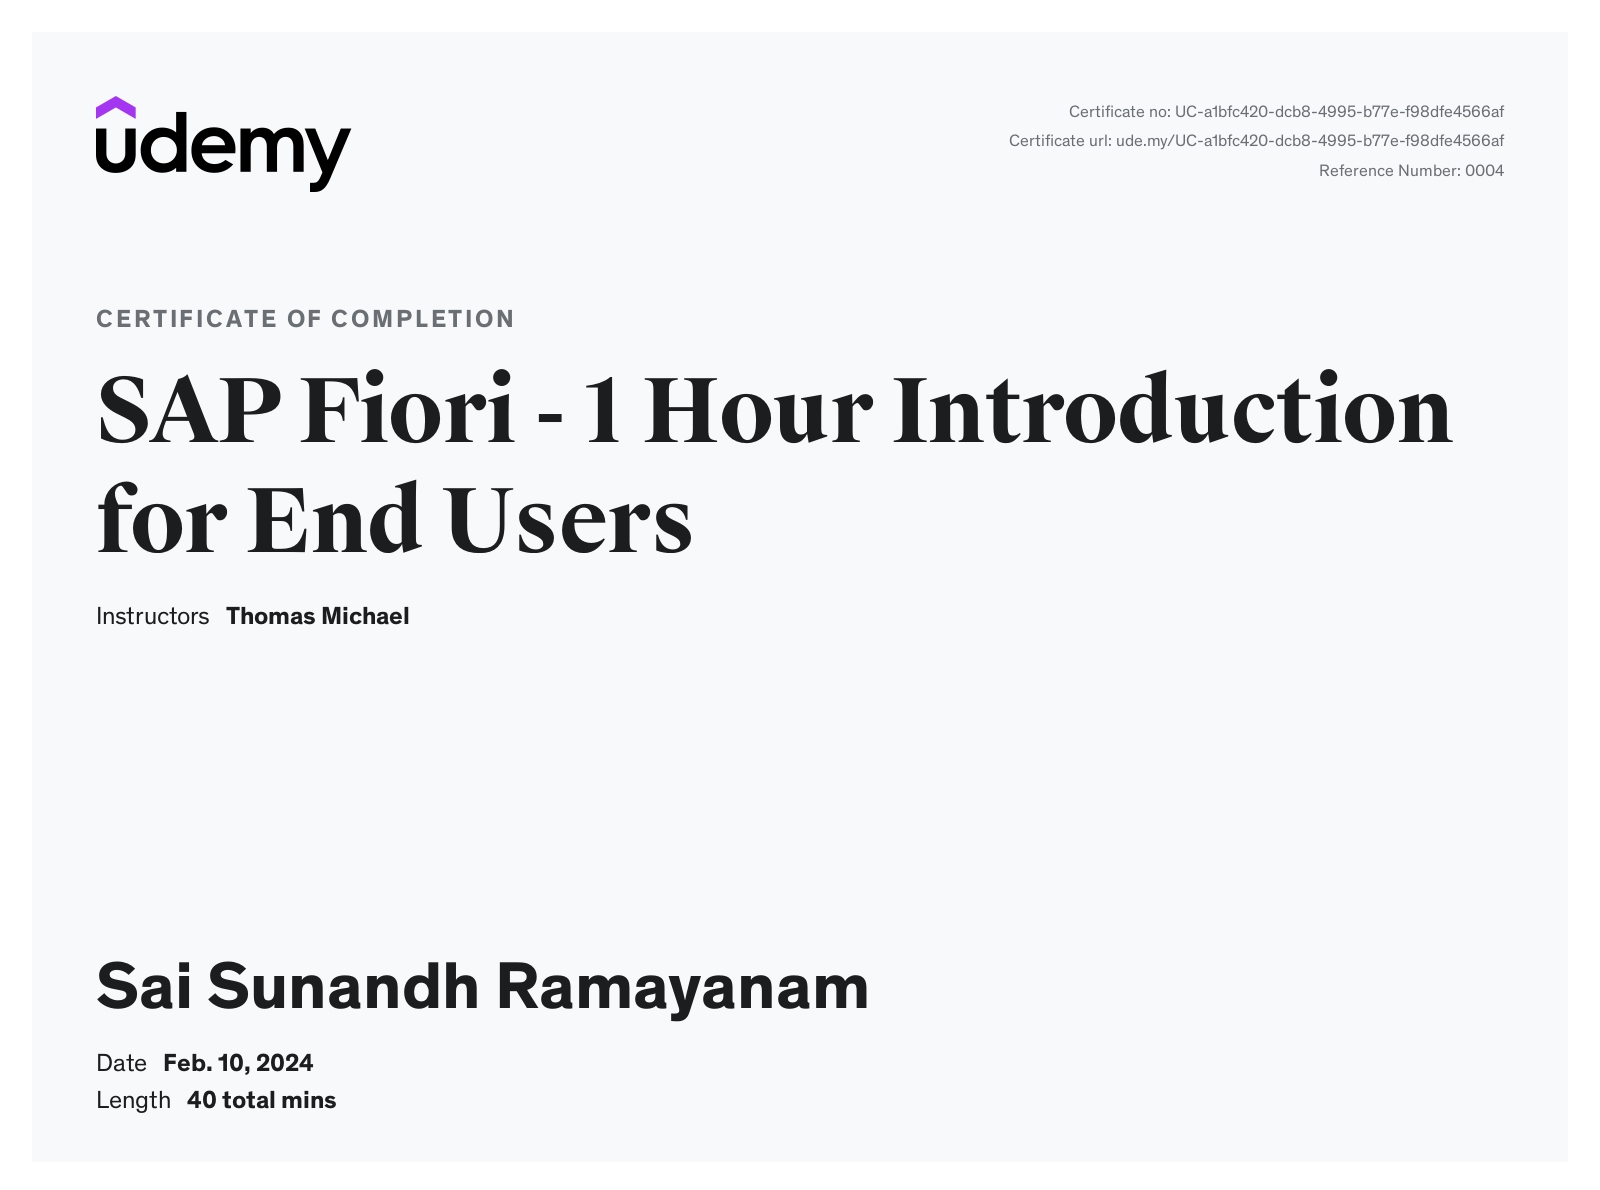 udemy
Certificate no: UC-a1bfc420-dcb8-4995-b77e-f98dfe4566af
Certificate url: ude.my/UC-a1bfc420-dcb8-4995-b77e-f98dfe4566af
Reference Number: 0004
CERTIFICATE OF COMPLETION
SAP Fiori - 1 Hour Introduction
for End Users
Instructors Thomas Michael
Sai Sunandh Ramayanam
Date Feb. 10, 2024
Length 40 total mins